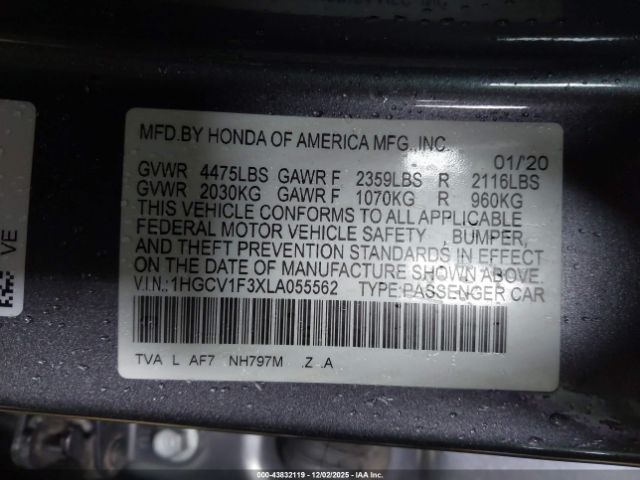 MFD.BY HONDA OF AMERICA MFG.,INC.
01/'20
GVWR 4475LBS GAWR F 2359LBS R 2116LBS
GVWR 2030KG GAWR F 1070KG R 960KG
THIS VEHICLE CONFORMS TO ALL APPLICABLE
FEDERAL MOTOR VEHICLE SAFETY , BUMPER,
AND THEFT PREVENTION STANDARDS IN EFFECT
ON THE DATE OF MANUFACTURE SHOWN ABOVE.
V.I.N.:1HGCV1F3XLA055562 TYPE:PASSENGER CAR
TVA L AF7 NH797M .Z .A
VE
000-43832119 | 12/02/2025 - IAA Inc.